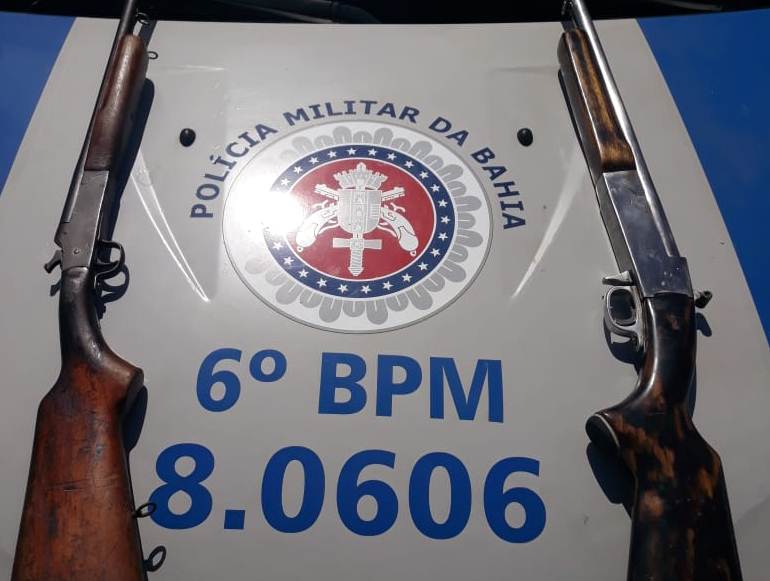 POLÍCIA MILITAR DA BAHIA
6º BPM
8.0606